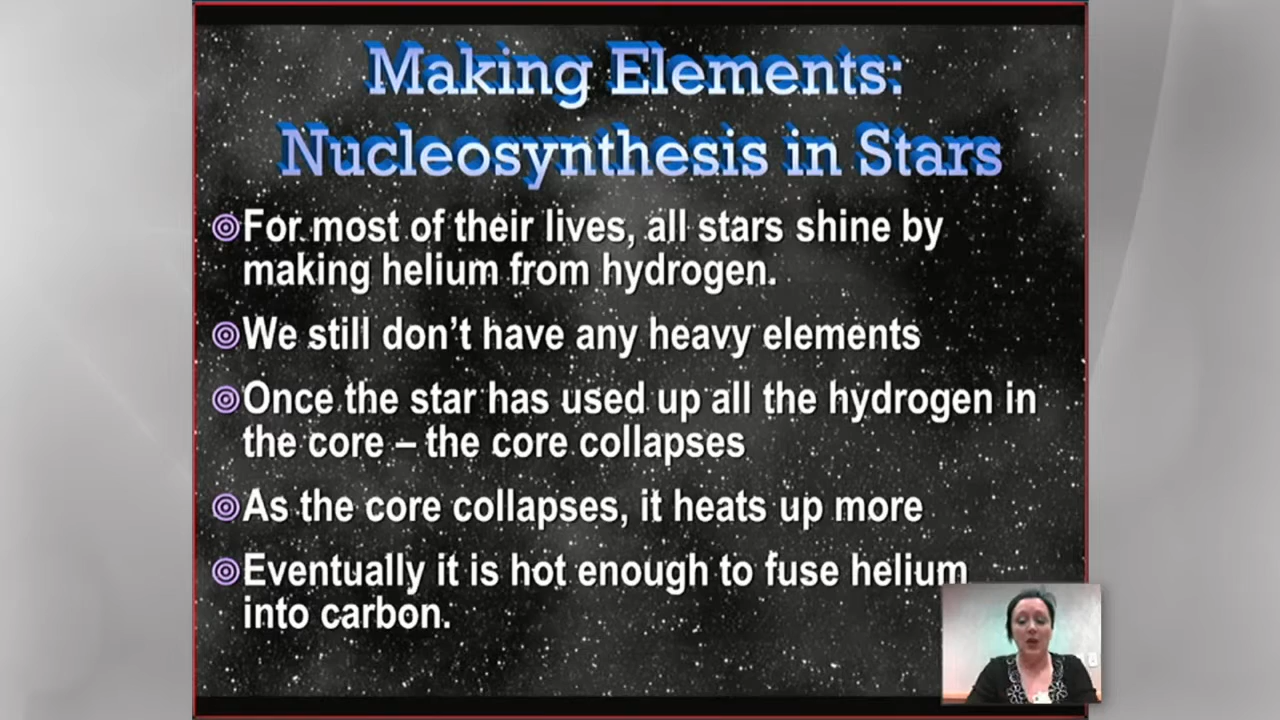 Making Elements:
Nucleosynthesis in Stars
For most of their lives, all stars shine by
making helium from hydrogen.
We still don't have any heavy elements
Once the star has used up all the hydrogen in
the core – the core collapses
As the core collapses, it heats up more
Eventually it is hot enough to fuse helium
into carbon.